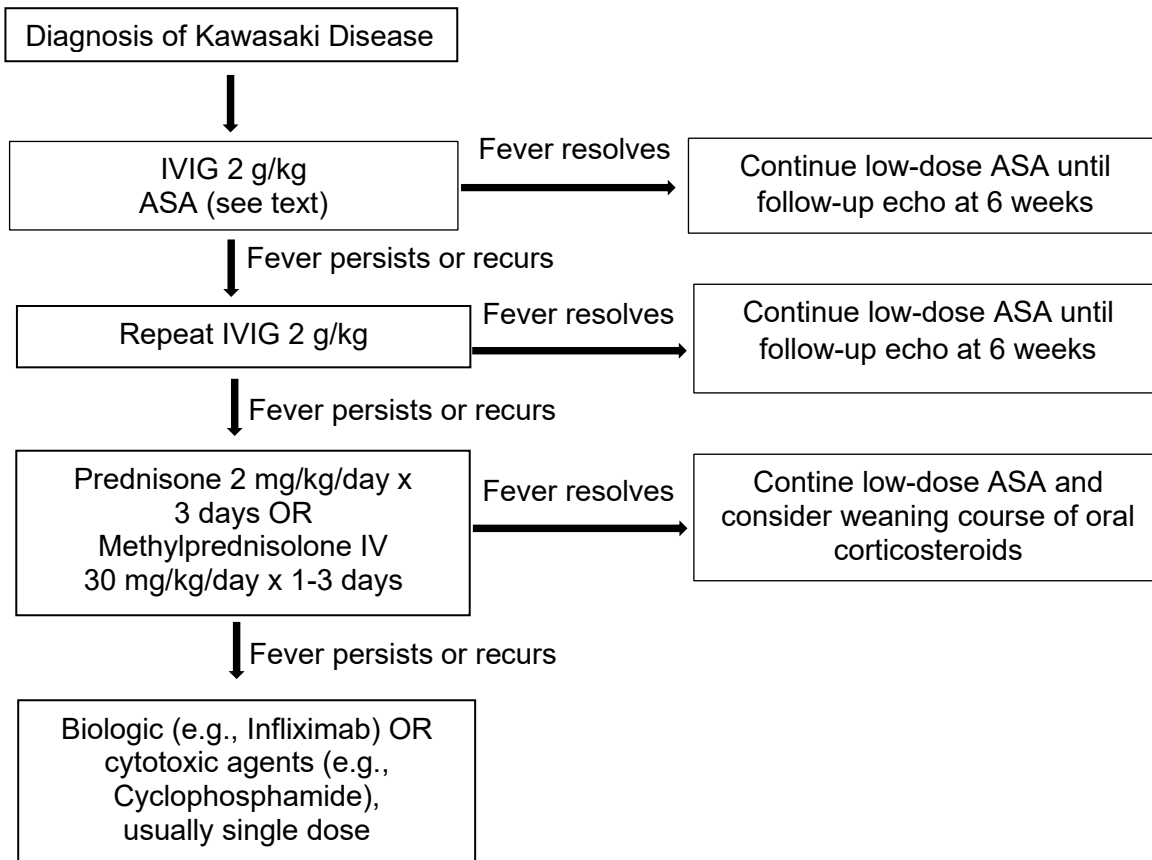 Diagnosis of Kawasaki Disease
IVIG 2 g/kg
ASA (see text)
Fever resolves
Continue low-dose ASA until
follow-up echo at 6 weeks
Fever persists or recurs
Repeat IVIG 2 g/kg
Fever resolves
Continue low-dose ASA until
follow-up echo at 6 weeks
Fever persists or recurs
Prednisone 2 mg/kg/day x
3 days OR
Methylprednisolone IV
30 mg/kg/day x 1-3 days
Fever resolves
Contine low-dose ASA and
consider weaning course of oral
corticosteroids
Fever persists or recurs
Biologic (e.g., Infliximab) OR
cytotoxic agents (e.g.,
Cyclophosphamide),
usually single dose